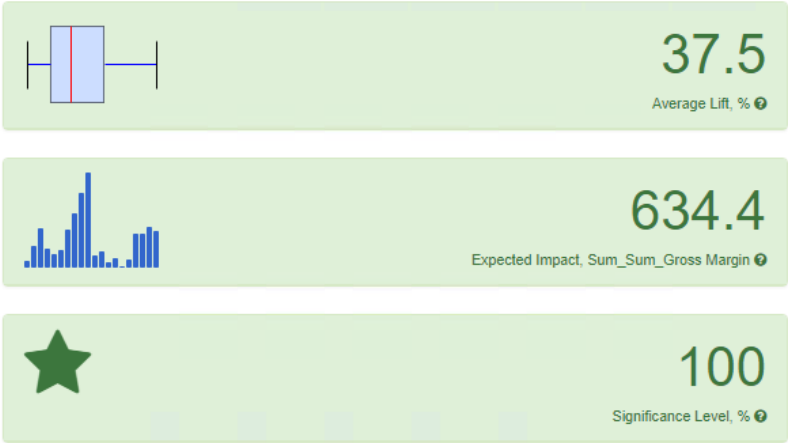 37.5
Average Lift, % ?
634.4
Expected Impact, Sum_Sum_Gross Margin ?
100
Significance Level, % ?